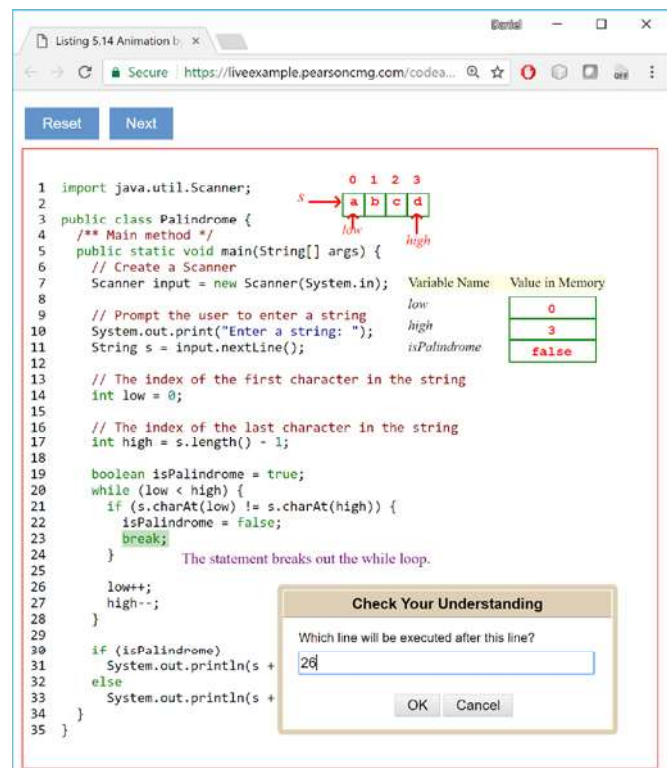 Daniel
Listing 5.14 Animation b
Secure https://liveexample.pearsoncmg.com/codea...
OFF
Reset Next
0 1 2 3
s a b c d
low high
1 import java.util.Scanner;
2
3 public class Palindrome {
4 /** Main method */
5 public static void main(String[] args) {
6 // Create a Scanner
7 Scanner input = new Scanner(System.in);
8
9 // Prompt the user to enter a string
10 System.out.print("Enter a string: ");
11 String s = input.nextLine();
12
13 // The index of the first character in the string
14 int low = 0;
15
16 // The index of the last character in the string
17 int high = s.length() - 1;
18
19 boolean isPalindrome = true;
20 while (low < high) {
21 if (s.charAt(low) != s.charAt(high)) {
22 isPalindrome = false;
23 break;
24 } The statement breaks out the while loop.
25
26 low++;
27 high--;
28 }
29
30 if (isPalindrome)
31 System.out.println(s +
32 else
33 System.out.println(s +
34 }
35 }
Variable Name Value in Memory
low 0
high 3
isPalindrome false
Check Your Understanding
Which line will be executed after this line?
26
OK Cancel